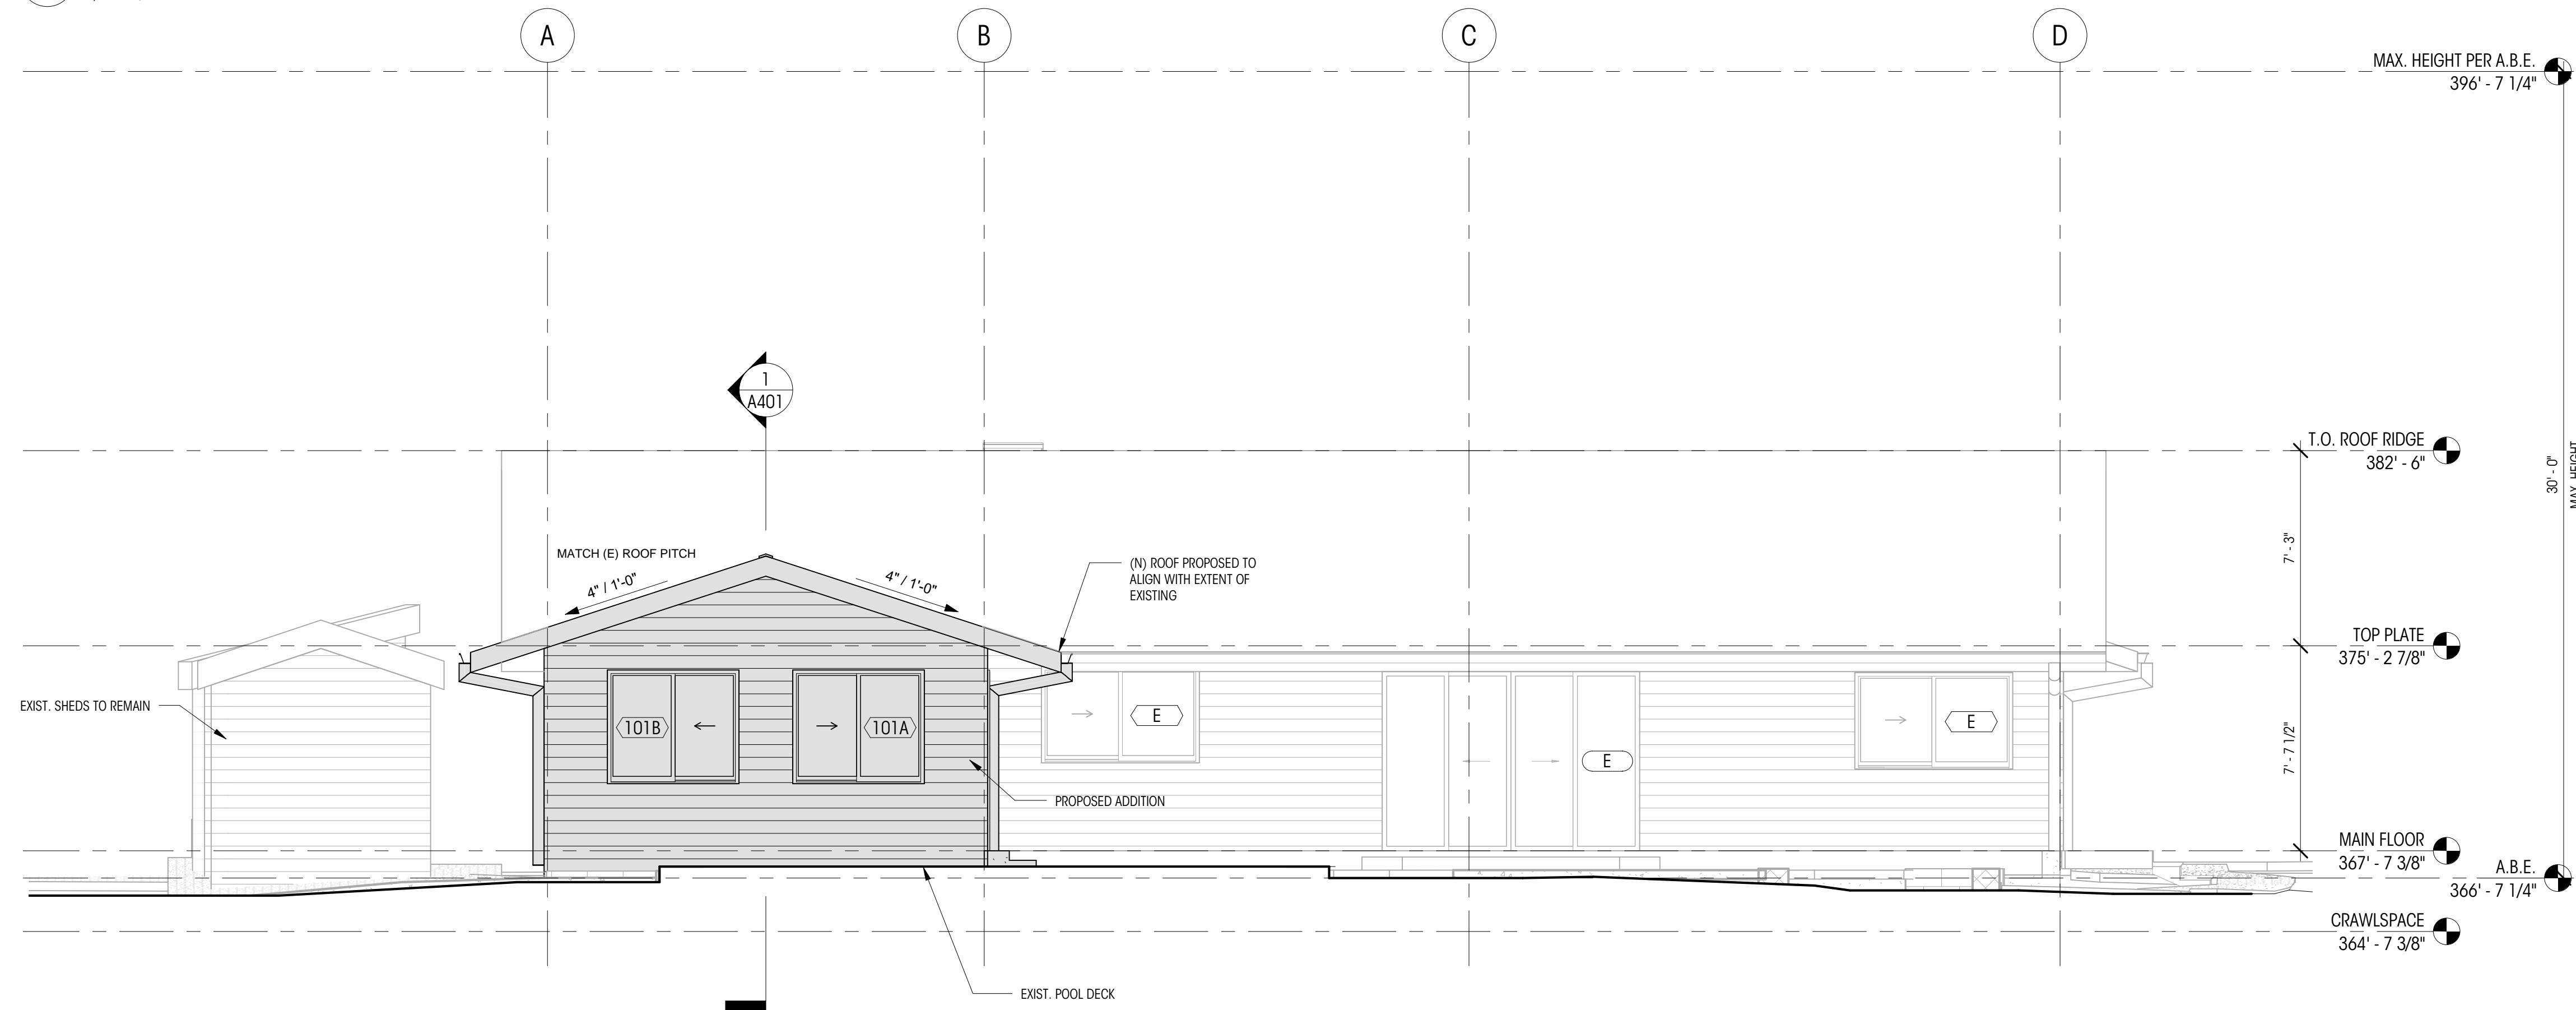 A
B
C
D
MAX. HEIGHT PER A.B.E.
396' - 7 1/4"
1
A401
T.O. ROOF RIDGE
382' - 6"
30' - 0"
MAX. HEIGHT
7' - 3"
MATCH (E) ROOF PITCH
4" / 1'-0"
4" / 1'-0"
(N) ROOF PROPOSED TO
ALIGN WITH EXTENT OF
EXISTING
TOP PLATE
375' - 2 7/8"
EXIST. SHEDS TO REMAIN
101B
101A
E
E
E
7' - 7 1/2"
PROPOSED ADDITION
MAIN FLOOR
367' - 7 3/8"
A.B.E.
366' - 7 1/4"
CRAWLSPACE
364' - 7 3/8"
EXIST. POOL DECK